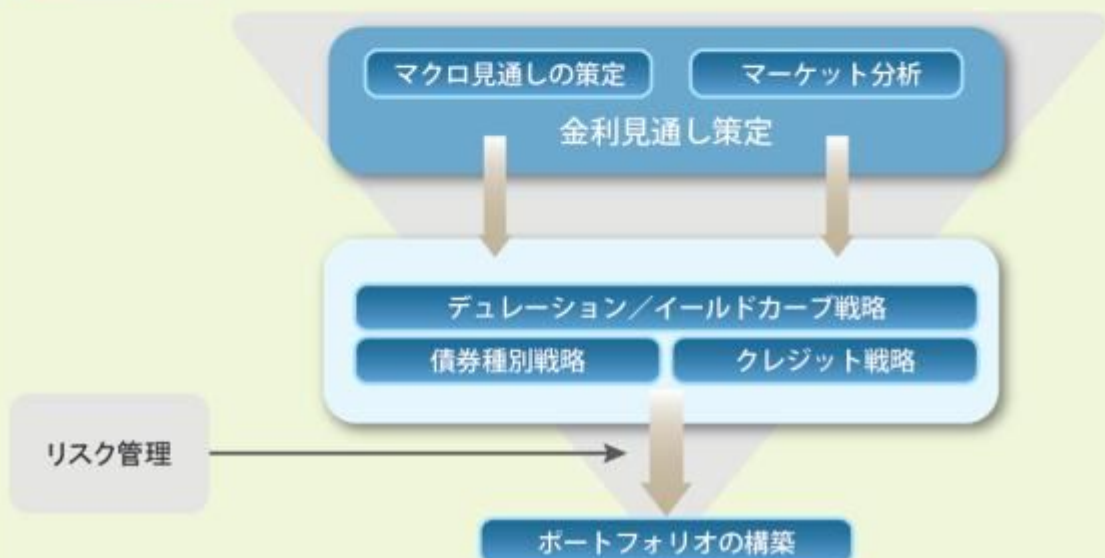 マクロ見通しの策定
マーケット分析
金利見通し策定
デュレーション／イールドカーブ戦略
債券種別戦略
クレジット戦略
リスク管理
ポートフォリオの構築